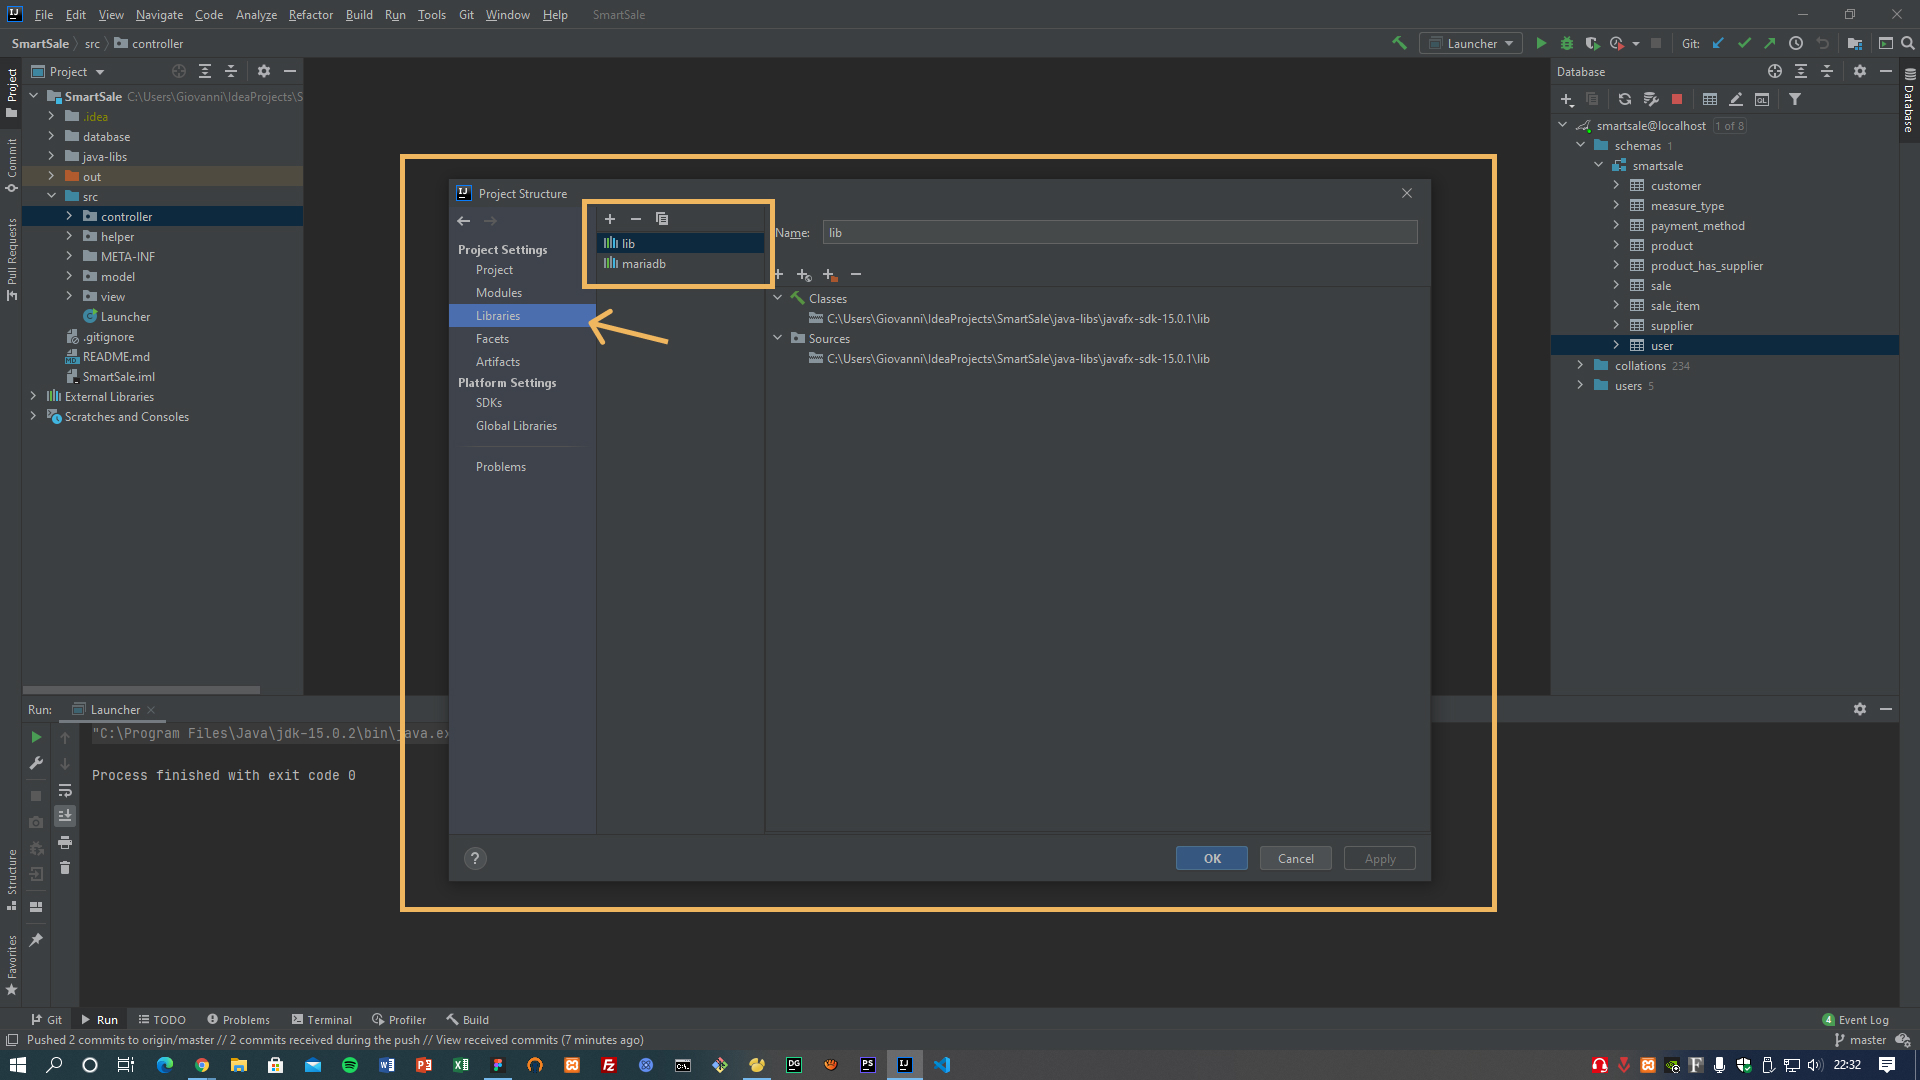 File Edit View Navigate Code Analyze Refactor Build Run Tools Git Window Help SmartSale
SmartSale src controller
Launcher
Git:
Project
SmartSale C:\Users\Giovanni\IdeaProjects\S
.idea
database
java-libs
out
src
controller
helper
META-INF
model
view
Launcher
.gitignore
README.md
SmartSale.iml
External Libraries
Scratches and Consoles
Project
Commit
Pull Requests
Structure
Favorites
Project Structure
Project Settings
Project
Modules
Libraries
Facets
Artifacts
Platform Settings
SDKs
Global Libraries
Problems
lib
mariadb
Name: lib
Classes
C:\Users\Giovanni\IdeaProjects\SmartSale\java-libs\javafx-sdk-15.0.1\lib
Sources
C:\Users\Giovanni\IdeaProjects\SmartSale\java-libs\javafx-sdk-15.0.1\lib
?
OK Cancel Apply
Database
smartsale@localhost 1 of 8
schemas 1
smartsale
customer
measure_type
payment_method
product
product_has_supplier
sale
sale_item
supplier
user
collations 234
users 5
Database
Run: Launcher
"C:\Program Files\Java\jdk-15.0.2\bin\java.ex
Process finished with exit code 0
Git Run TODO Problems Terminal Profiler Build
4 Event Log
Pushed 2 commits to origin/master // 2 commits received during the push // View received commits (7 minutes ago)
master
22:32